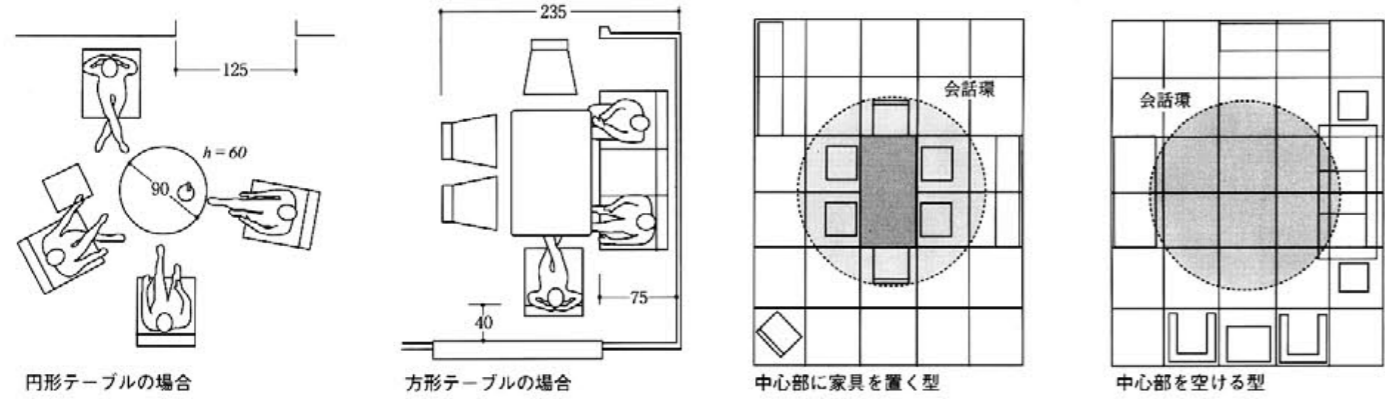 125
h=60
90
円形テーブルの場合
235
75
40
方形テーブルの場合
会話環
中心部に家具を置く型
会話環
中心部を空ける型